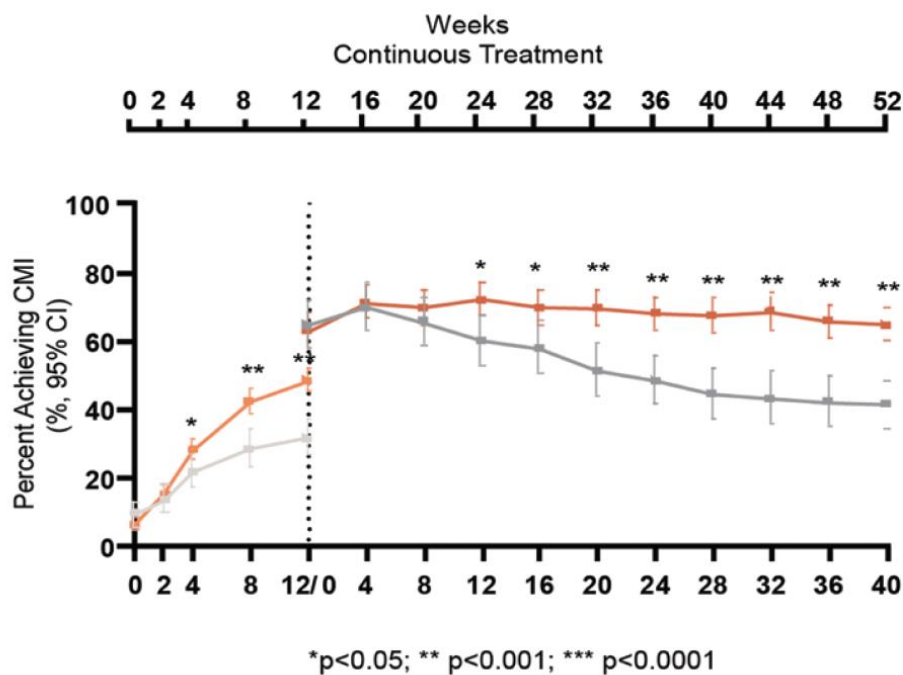 Weeks
Continuous Treatment
0 2 4 8 12 16 20 24 28 32 36 40 44 48 52
Percent Achieving CMI
(%, 95% CI)
100
80
60
40
20
0
* ** ** * * ** ** ** ** ** **
0 2 4 8 12/0 4 8 12 16 20 24 28 32 36 40
*p<0.05; ** p<0.001; *** p<0.0001